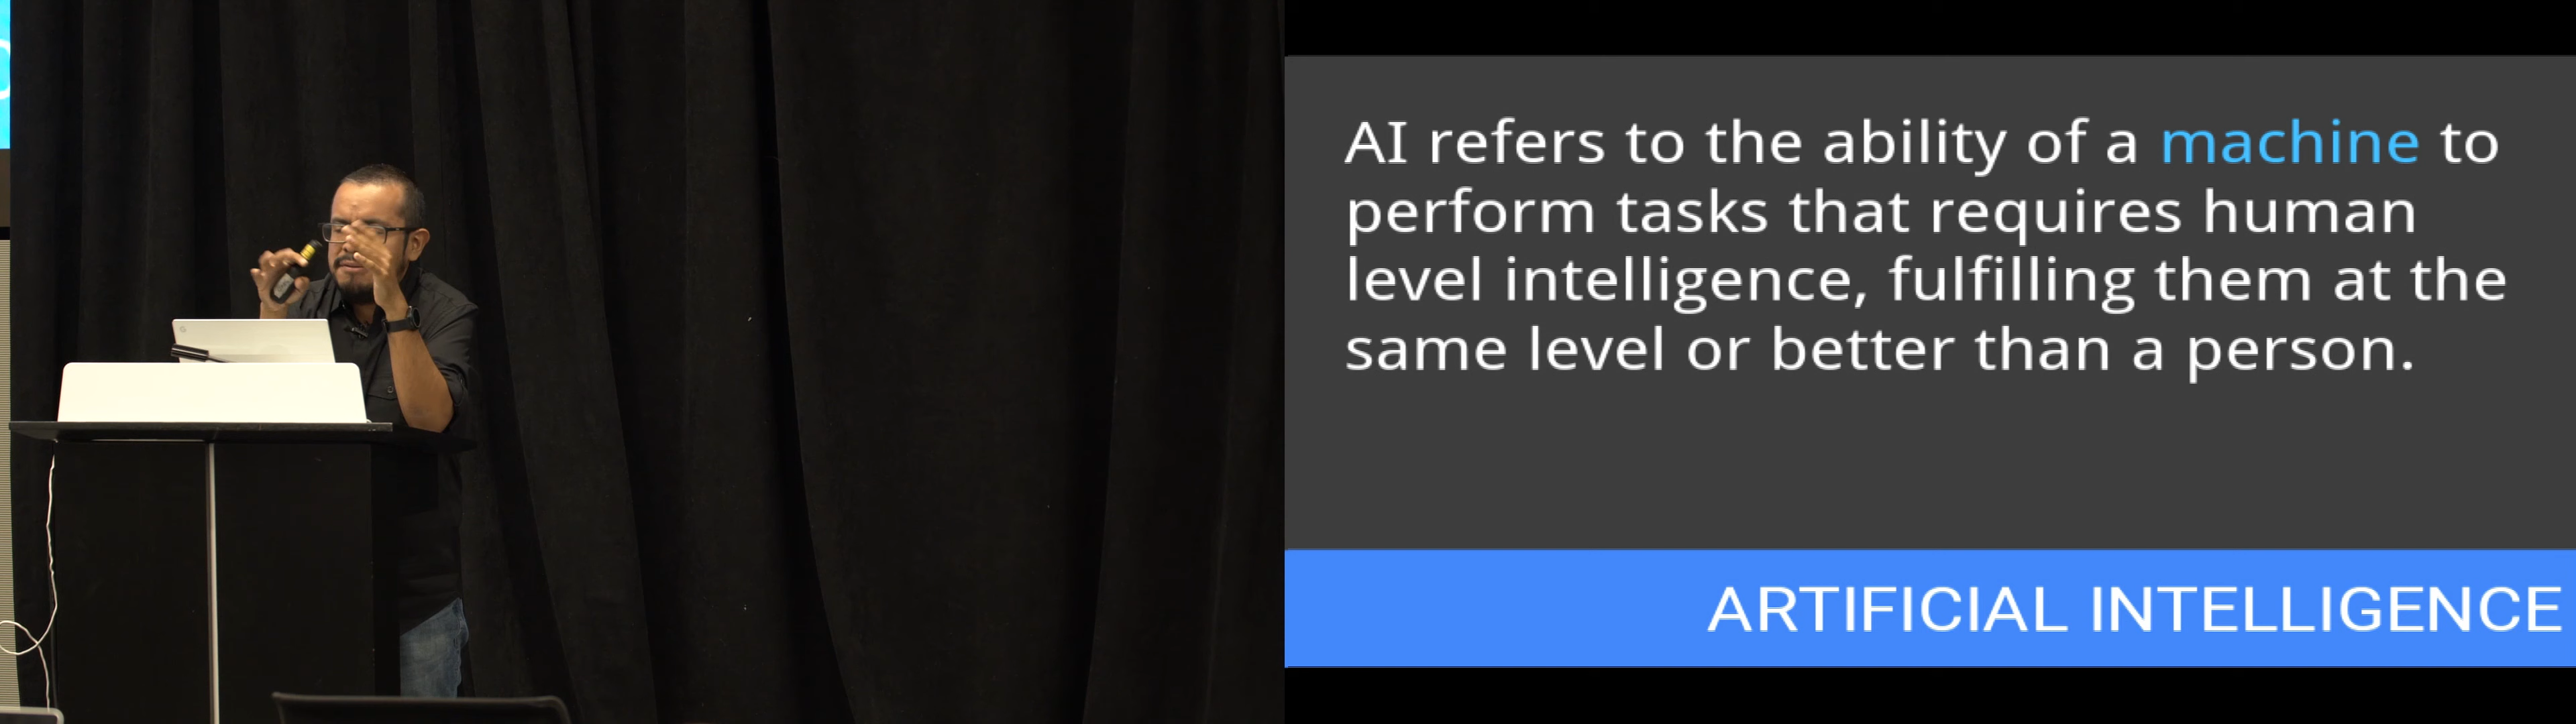 AI refers to the ability of a machine to
perform tasks that requires human
level intelligence, fulfilling them at the
same level or better than a person.
ARTIFICIAL INTELLIGENCE